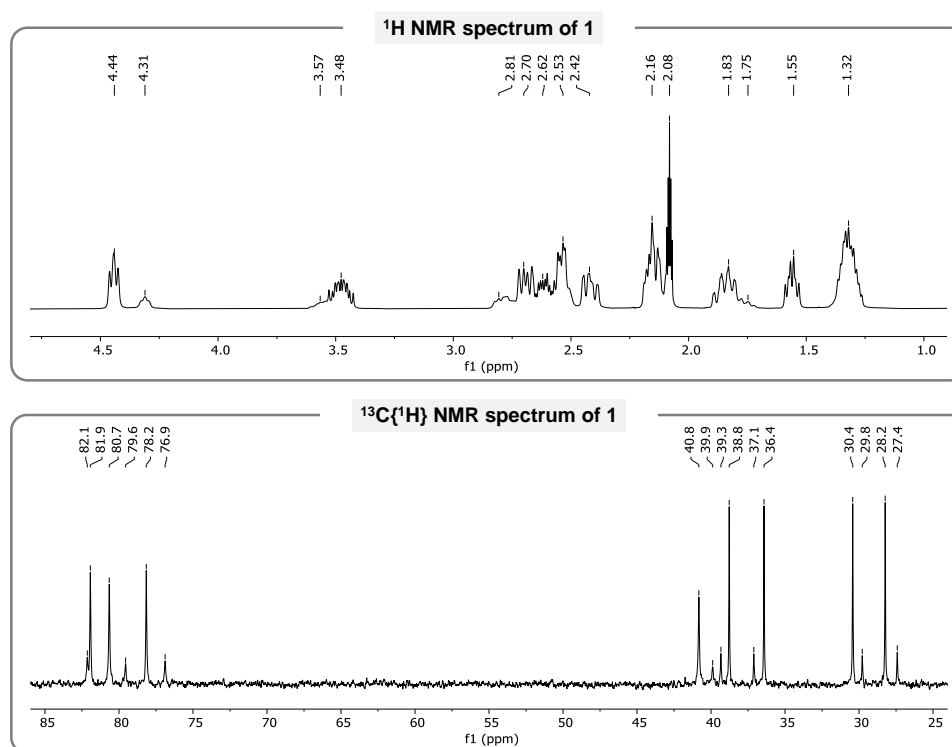 ¹H NMR spectrum of 1
4.44 4.31 3.57 3.48 2.81 2.70 2.62 2.53 2.42 2.16 2.08 1.83 1.75 1.55 1.32
4.5 4.0 3.5 3.0 2.5 2.0 1.5 1.0
f1 (ppm)
¹³C{¹H} NMR spectrum of 1
82.1 81.9 80.7 79.6 78.2 76.9 40.8 39.9 39.3 38.8 37.1 36.4 30.4 29.8 28.2 27.4
85 80 75 70 65 60 55 50 45 40 35 30 25
f1 (ppm)